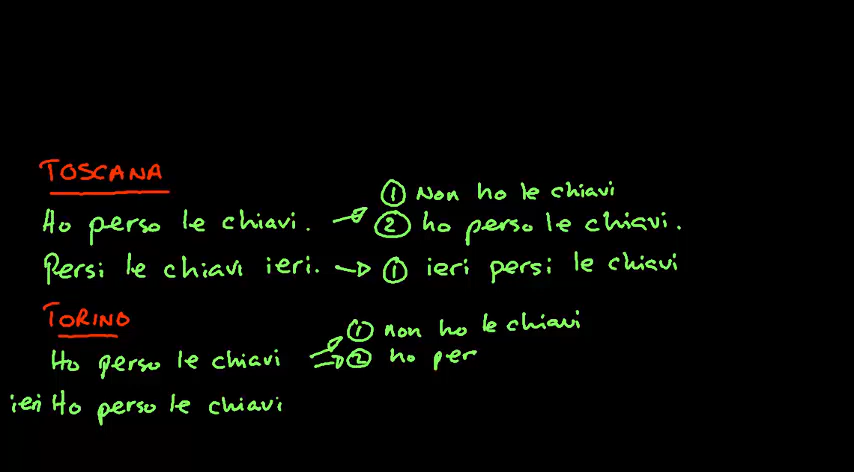 TOSCANA
① Non ho le chiavi
Ho perso le chiavi. → ② ho perso le chiavi.
Persi le chiavi ieri. → ① ieri persi le chiavi
TORINO
① Non ho le chiavi
Ho perso le chiavi → ② ho per
ieri Ho perso le chiavi